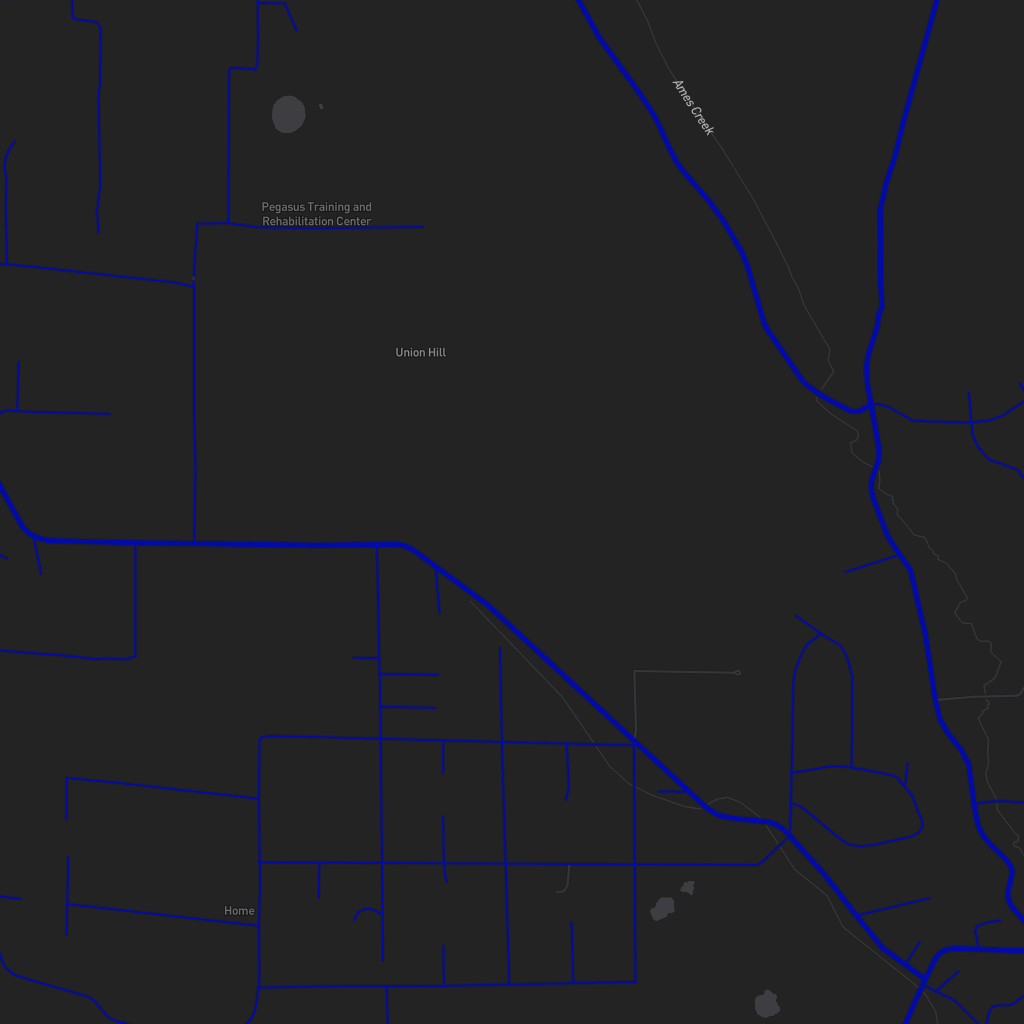 Ames Creek
Pegasus Training and
Rehabilitation Center
Union Hill
Home